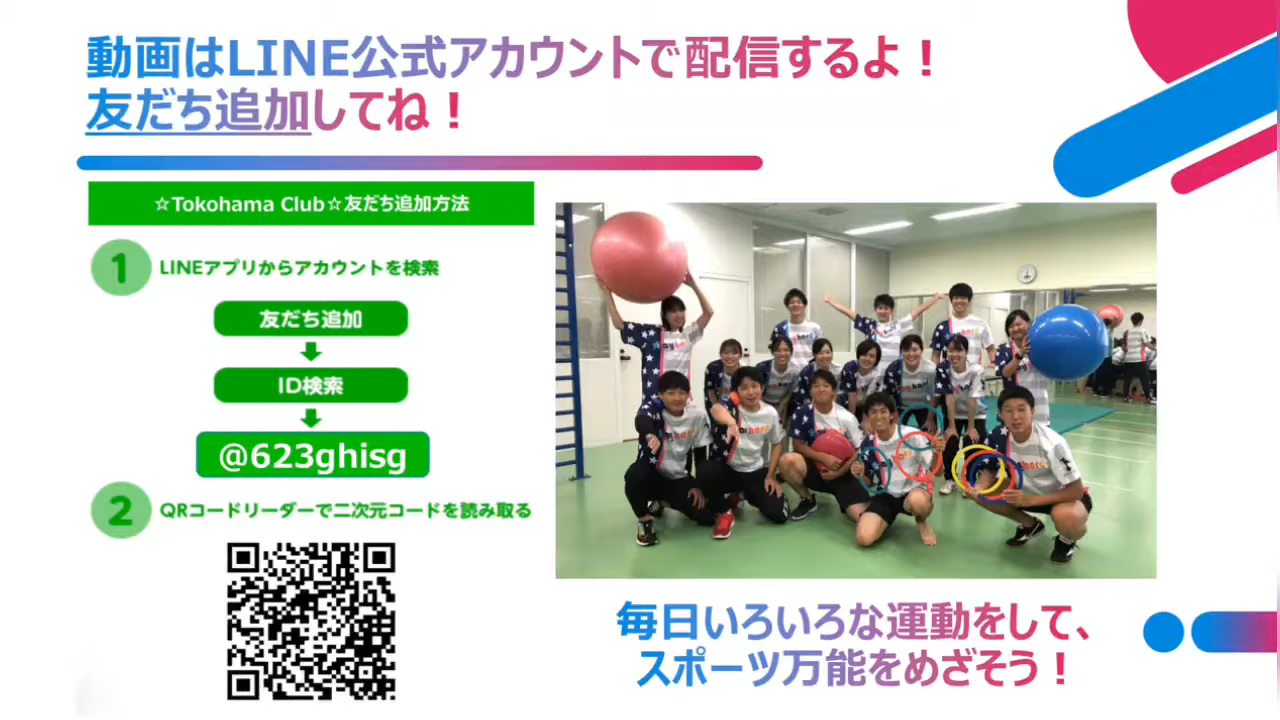 動画はLINE公式アカウントで配信するよ！
友だち追加してね！
☆Tokohama Club☆友だち追加方法
1 LINEアプリからアカウントを検索
友だち追加
ID検索
@623ghisg
2 QRコードリーダーで二次元コードを読み取る
毎日いろいろな運動をして、
スポーツ万能をめざそう！